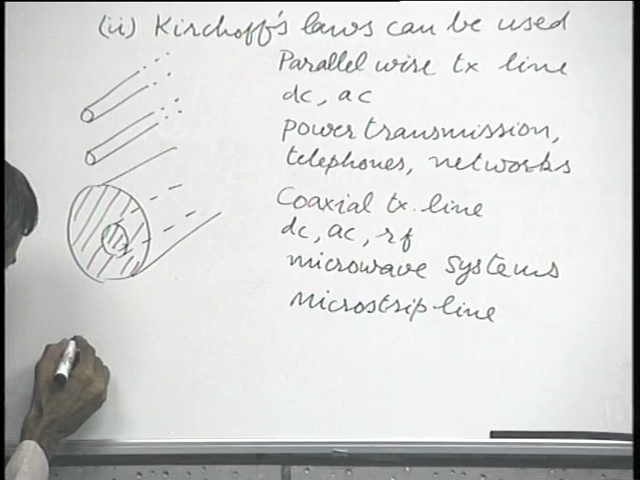 (ii) Kirchoff's laws can be used
Parallel wire tx line
dc, ac
power transmission,
telephones, networks
Coaxial tx. line
dc, ac, rf
microwave systems
microstrip line